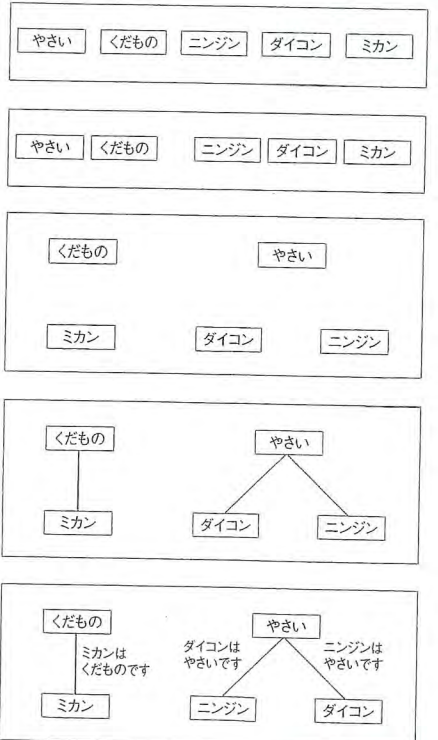 やさい くだもの ニンジン ダイコン ミカン
やさい くだもの ニンジン ダイコン ミカン
くだもの やさい
ミカン ダイコン ニンジン
くだもの やさい
ミカン ダイコン ニンジン
くだもの やさい
ミカンは
くだものです
ダイコンは
やさいです
ニンジンは
やさいです
ミカン ニンジン ダイコン